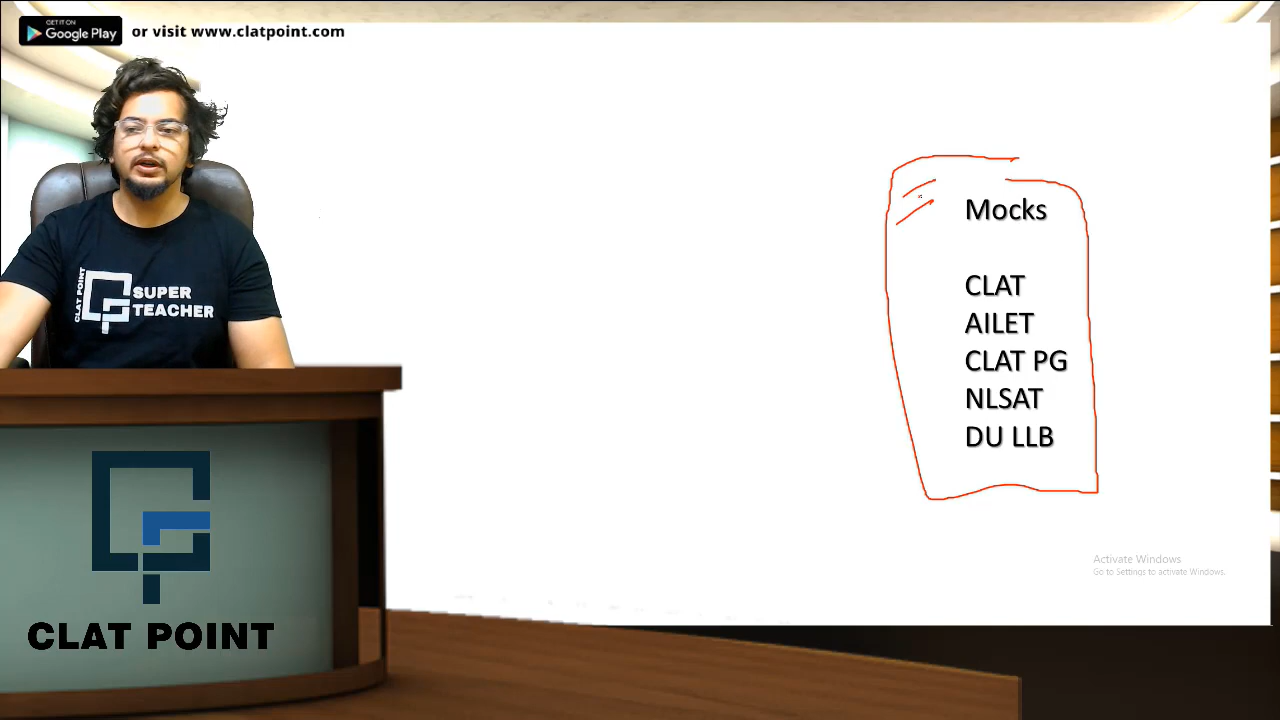 GET IT ON
Google Play
or visit www.clatpoint.com
CLAT POINT
SUPER
TEACHER
Mocks
CLAT
AILET
CLAT PG
NLSAT
DU LLB
Activate Windows
Go to Settings to activate Windows.
CLAT POINT